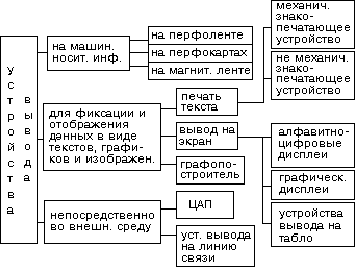 Устройства
вывода
на машин.
носит. инф.
на перфоленте
на перфокартах
на магнит. ленте
для фиксации и
отображения
данных в виде
текстов, графи-
ков и изображен.
печать
текста
механич.
знако-
печатающее
устройство
не механич.
знако-
печатающее
устройство
вывод на
экран
алфавитно-
цифровые
дисплеи
графическ.
дисплеи
устройства
вывода на
табло
графопо-
строитель
непосредственно
во внешн. среду
ЦАП
уст. вывода
на линию
связи